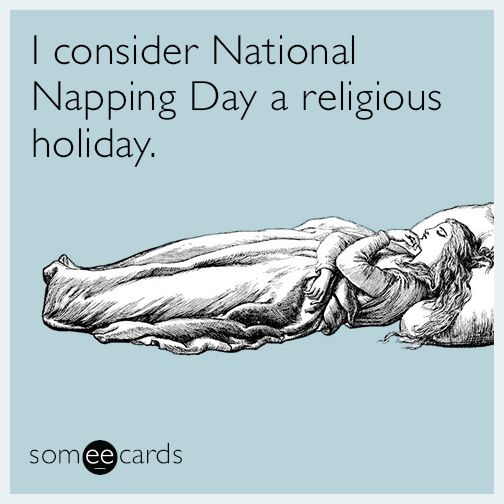 I consider National
Napping Day a religious
holiday.
someecards